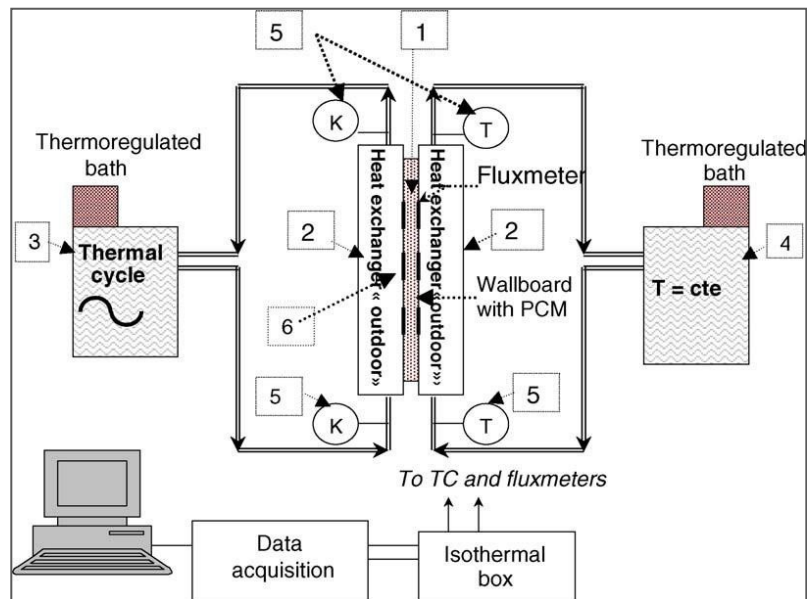 5
1
K
T
Thermoregulated
bath
Thermoregulated
bath
Fluxmeter
3
Thermal
cycle
2
Heat exchanger « outdoor»
Heat exchanger «outdoor»
2
4
T = cte
Wallboard
with PCM
6
5
K
T
5
To TC and fluxmeters
Data
acquisition
Isothermal
box